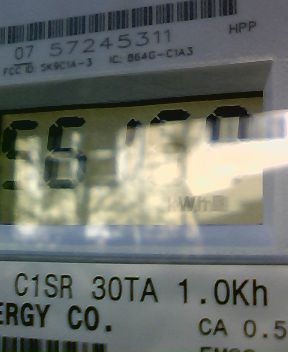 07 57245311 HPP
FCC ID: SK9C1A-3 IC: 864G-C1A3
kWh
C1SR 30TA 1.0Kh
ERGY CO.
CA 0.5